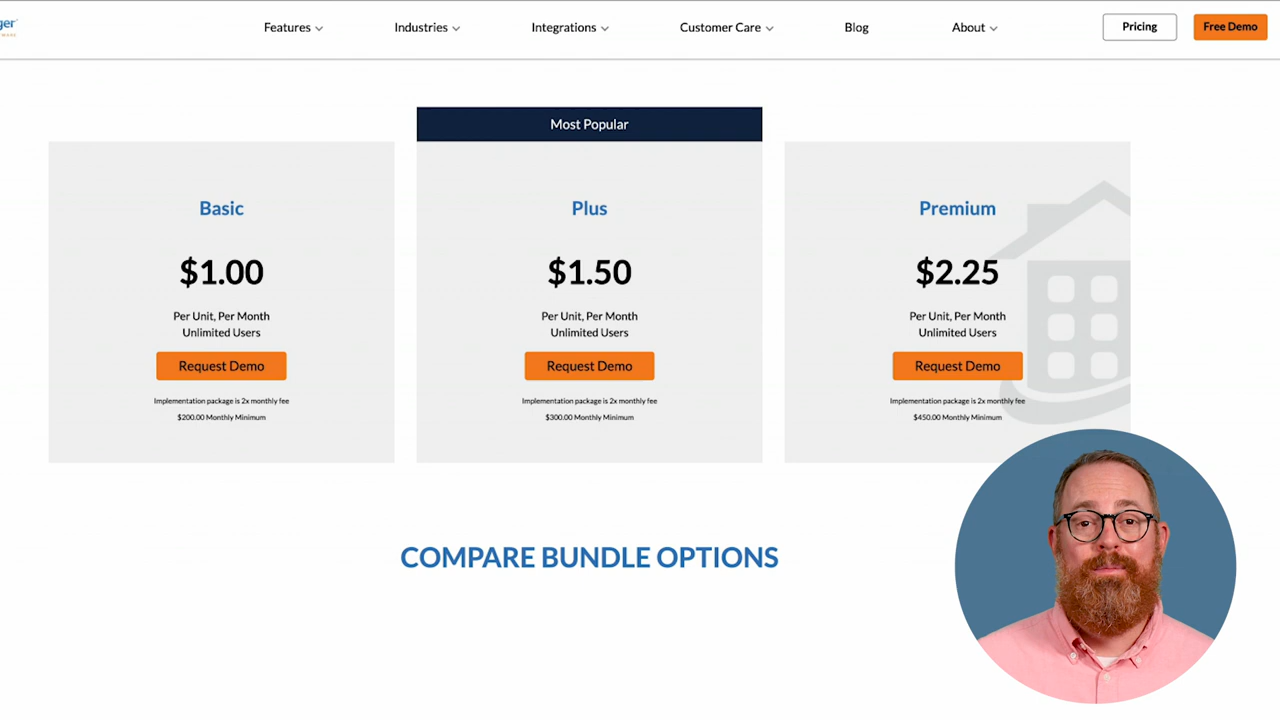 Features
Industries
Integrations
Customer Care
Blog
About
Pricing
Free Demo
Most Popular
Basic
$1.00
Per Unit, Per Month
Unlimited Users
Request Demo
Implementation package is 2x monthly fee
$200.00 Monthly Minimum
Plus
$1.50
Per Unit, Per Month
Unlimited Users
Request Demo
Implementation package is 2x monthly fee
$300.00 Monthly Minimum
Premium
$2.25
Per Unit, Per Month
Unlimited Users
Request Demo
Implementation package is 2x monthly fee
$450.00 Monthly Minimum
COMPARE BUNDLE OPTIONS